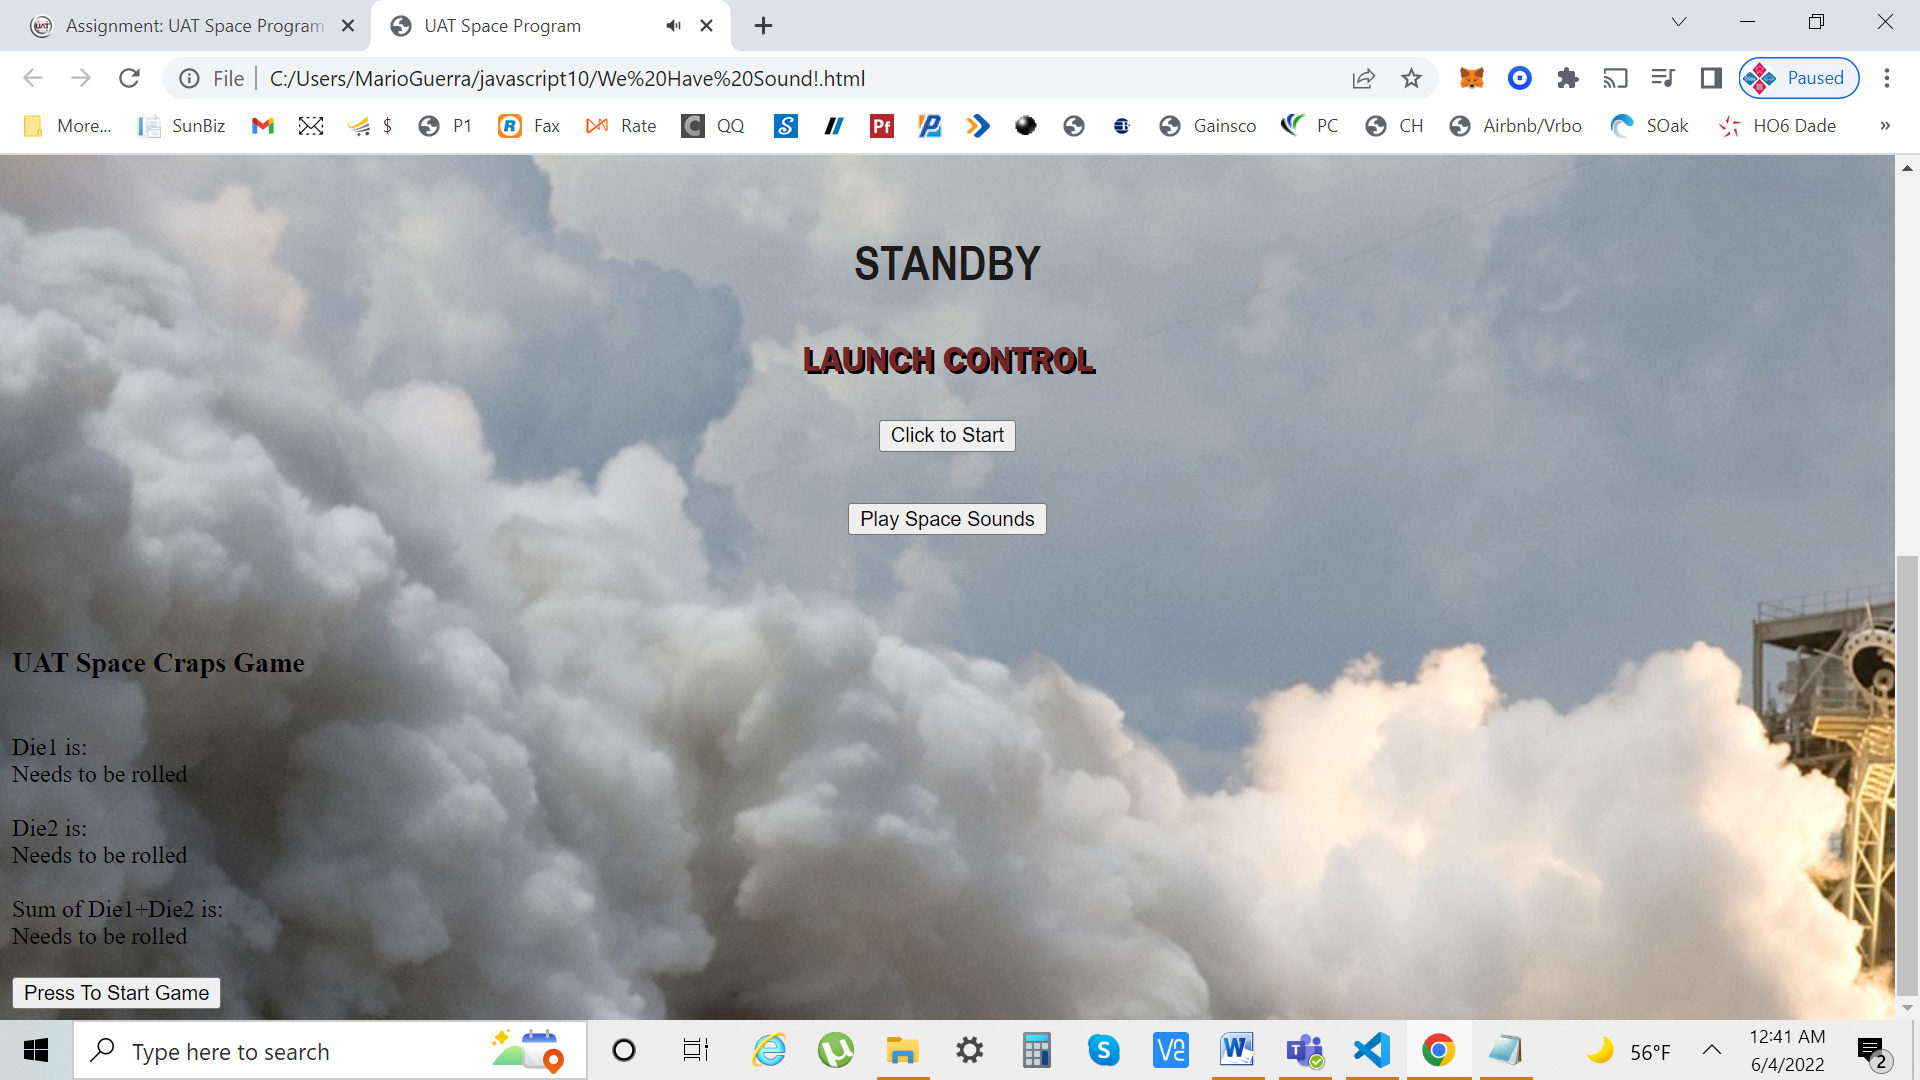 Assignment: UAT Space Program
UAT Space Program
File C:/Users/MarioGuerra/javascript10/We%20Have%20Sound!.html
Paused
More... SunBiz $ P1 Fax Rate QQ Gainsco PC CH Airbnb/Vrbo SOak HO6 Dade »
STANDBY
LAUNCH CONTROL
Click to Start
Play Space Sounds
UAT Space Craps Game
Die1 is:
Needs to be rolled
Die2 is:
Needs to be rolled
Sum of Die1+Die2 is:
Needs to be rolled
Press To Start Game
Type here to search
56°F
12:41 AM
6/4/2022
2